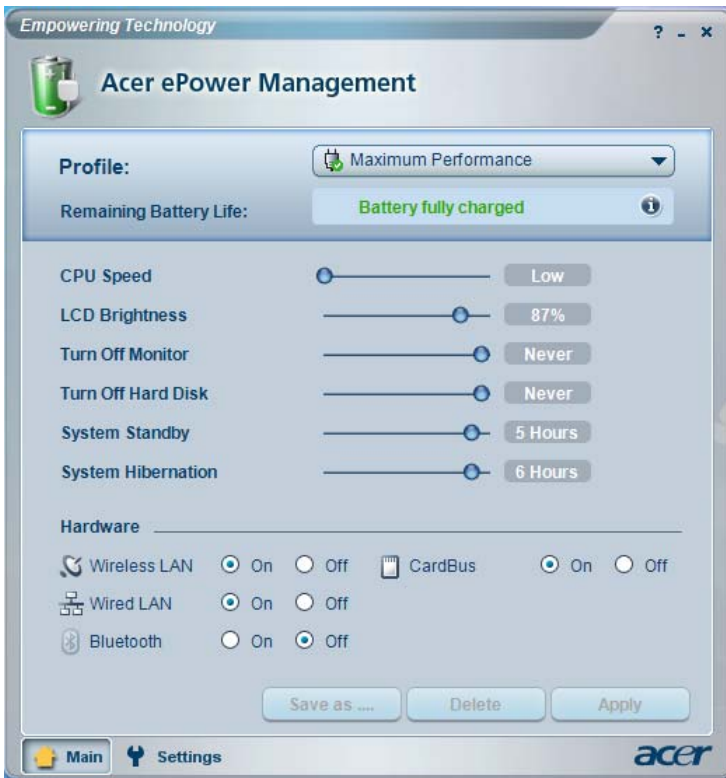 Empowering Technology
? - ×
Acer ePower Management
Profile: Maximum Performance
Remaining Battery Life: Battery fully charged
CPU Speed Low
LCD Brightness 87%
Turn Off Monitor Never
Turn Off Hard Disk Never
System Standby 5 Hours
System Hibernation 6 Hours
Hardware
Wireless LAN On Off CardBus On Off
Wired LAN On Off
Bluetooth On Off
Save as .... Delete Apply
Main Settings acer